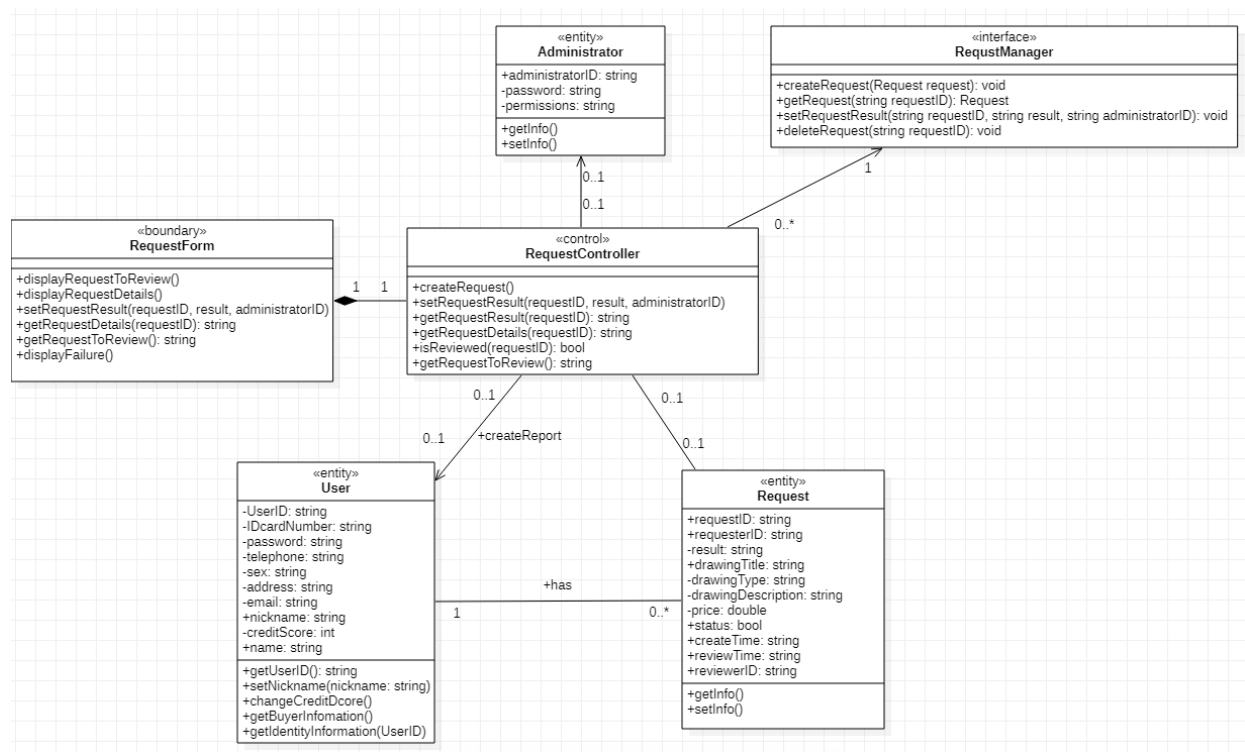 «entity»
Administrator
+administratorID: string
-password: string
-permissions: string
+getInfo()
+setInfo()
«interface»
RequstManager
+createRequest(Request request): void
+getRequest(string requestID): Request
+setRequestResult(string requestID, string result, string administratorID): void
+deleteRequest(string requestID): void
0..1
0..1
1
0..*
«boundary»
RequestForm
+displayRequestToReview()
+displayRequestDetails()
+setRequestResult(requestID, result, administratorID)
+getRequestDetails(requestID): string
+getRequestToReview(): string
+displayFailure()
1
1
«control»
RequestController
+createRequest()
+setRequestResult(requestID, result, administratorID)
+getRequestResult(requestID): string
+getRequestDetails(requestID): string
+isReviewed(requestID): bool
+getRequestToReview(): string
0..1
0..1
0..1
+createReport
0..1
«entity»
User
-UserID: string
-IDcardNumber: string
-password: string
-telephone: string
-sex: string
-address: string
-email: string
+nickname: string
-creditScore: int
+name: string
+getUserID(): string
+setNickname(nickname: string)
+changeCreditDcore()
+getBuyerInfomation()
+getIdentityInformation(UserID)
+has
1
0..*
«entity»
Request
+requestID: string
+requesterID: string
-result: string
+drawingTitle: string
-drawingType: string
-drawingDescription: string
-price: double
+status: bool
+createTime: string
+reviewTime: string
+reviewerID: string
+getInfo()
+setInfo()